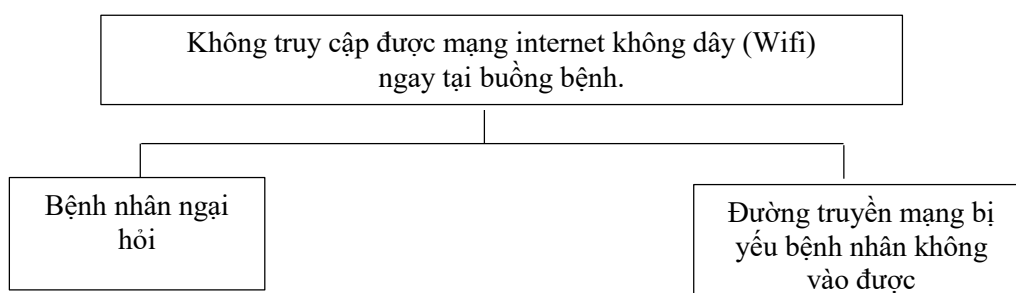 Không truy cập được mạng internet không dây (Wifi)
ngay tại buồng bệnh.
Bệnh nhân ngại
hỏi
Đường truyền mạng bị
yếu bệnh nhân không
vào được